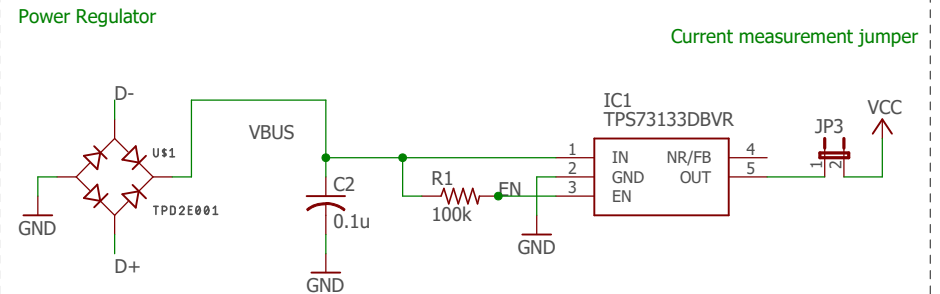 Power Regulator
Current measurement jumper
D-
U$1
TPD2E001
GND
D+
VBUS
C2
0.1u
GND
R1
100k
EN
GND
IC1
TPS73133DBVR
1 IN NR/FB 4
2 GND OUT 5
3 EN
JP3
1 2
VCC